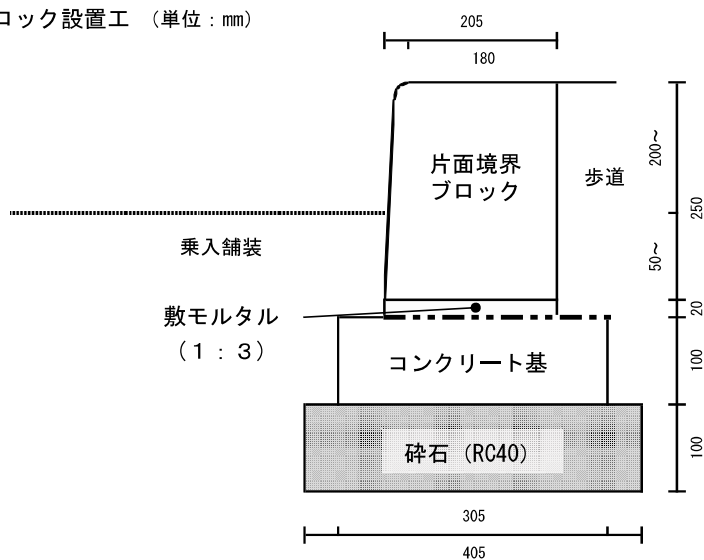 ロック設置工 (単位:mm)
205
180
片面境界
ブロック
歩道
200~
250
50~
乗入舗装
20
敷モルタル
(1:3)
コンクリート基
100
砕石 (RC40)
100
305
405